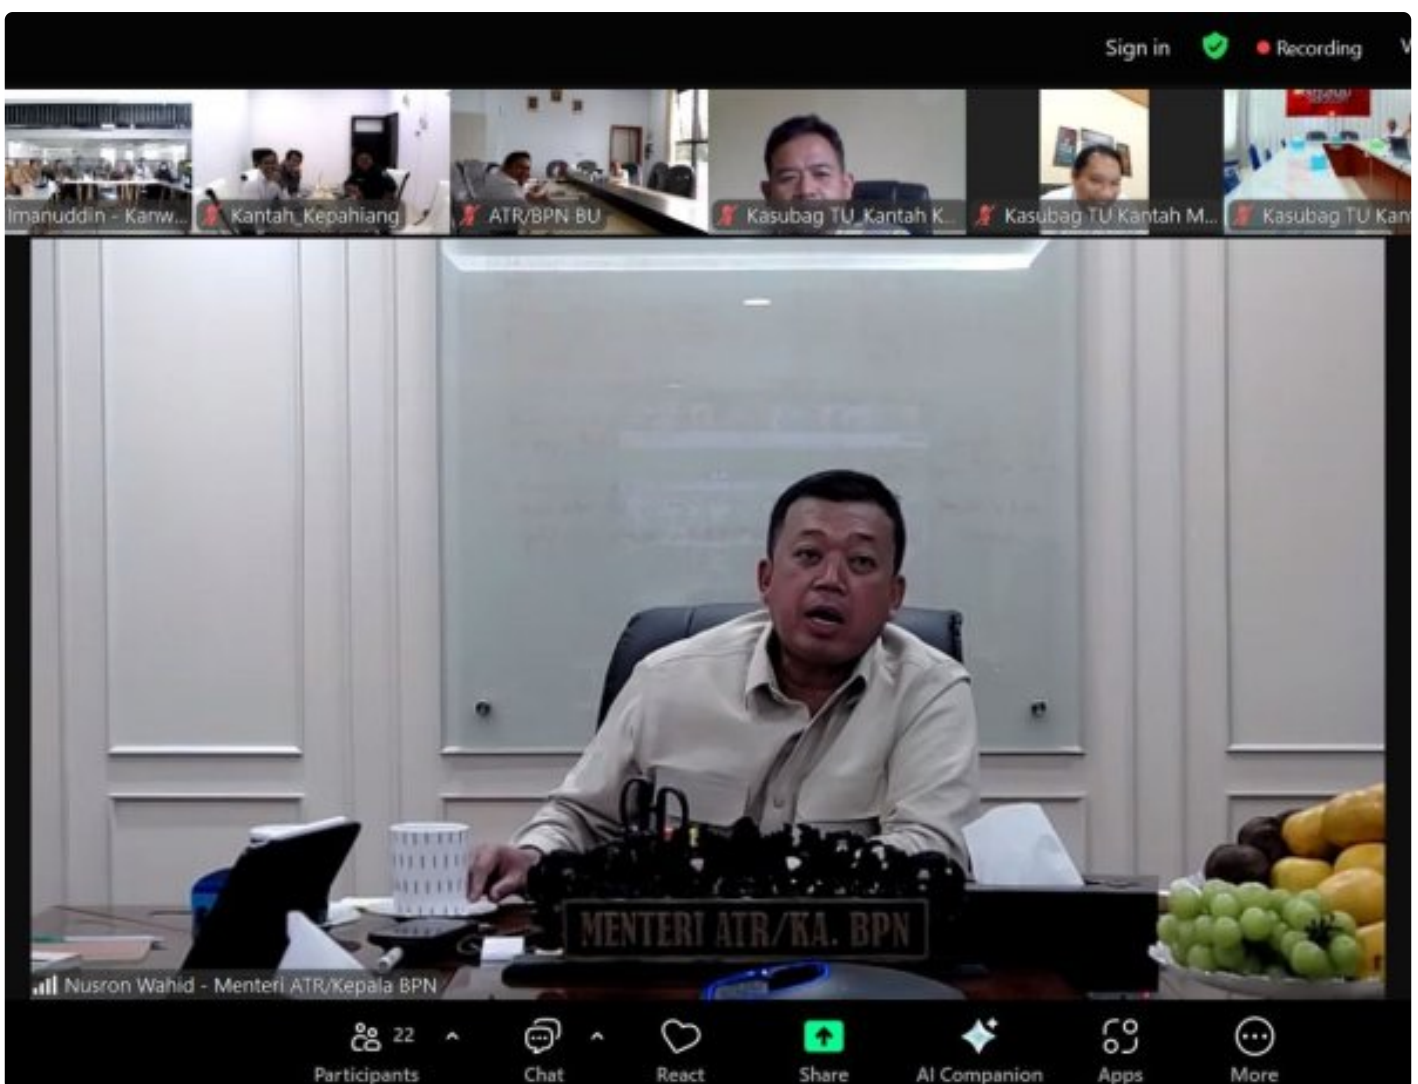 Sign in
Recording
Imanuddin - Kanw...
Kantah_Kepahiang
ATR/BPN BU
Kasubag TU_Kantah K...
Kasubag TU Kantah M...
Kasubag TU Kan
MENTERI ATR/KA. BPN
Nusron Wahid - Menteri ATR/Kepala BPN
22
Participants
Chat
React
Share
AI Companion
Apps
More